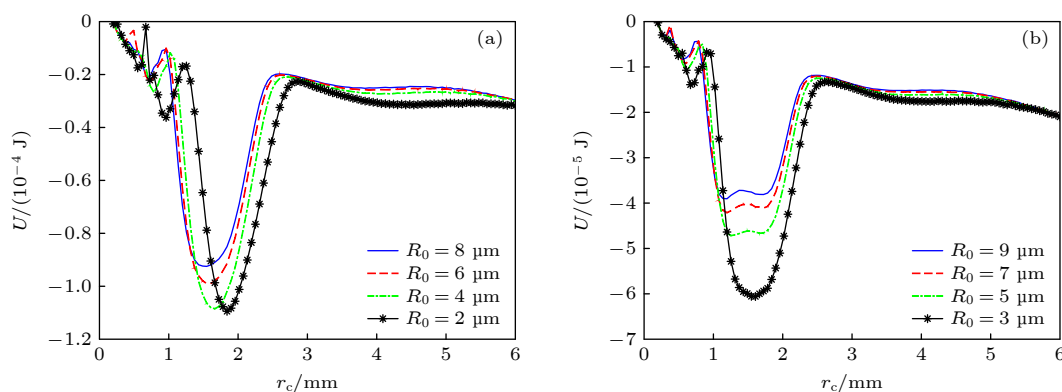 (a)
0
−0.2
−0.4
−0.6
−0.8
−1.0
−1.2
U/(10⁻⁴ J)
R₀ = 8 µm
R₀ = 6 µm
R₀ = 4 µm
R₀ = 2 µm
0 1 2 3 4 5 6
r_c/mm
(b)
0
−1
−2
−3
−4
−5
−6
−7
U/(10⁻⁵ J)
R₀ = 9 µm
R₀ = 7 µm
R₀ = 5 µm
R₀ = 3 µm
0 1 2 3 4 5 6
r_c/mm